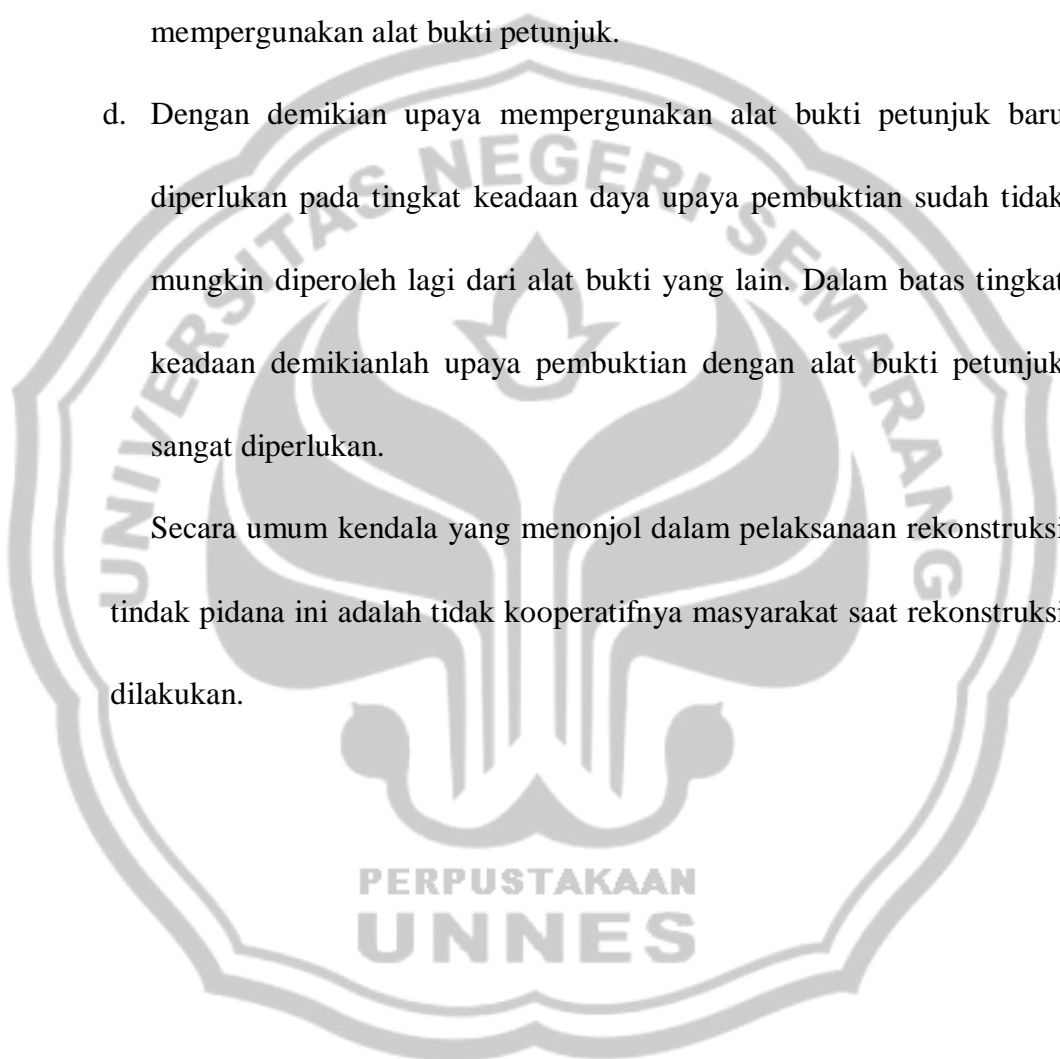 mempergunakan alat bukti petunjuk.
d. Dengan demikian upaya mempergunakan alat bukti petunjuk baru
diperlukan pada tingkat keadaan daya upaya pembuktian sudah tidak
mungkin diperoleh lagi dari alat bukti yang lain. Dalam batas tingkat
keadaan demikianlah upaya pembuktian dengan alat bukti petunjuk
sangat diperlukan.
Secara umum kendala yang menonjol dalam pelaksanaan rekonstruksi
tindak pidana ini adalah tidak kooperatifnya masyarakat saat rekonstruksi
dilakukan.
UNIVERSITAS NEGERI SEMARANG
PERPUSTAKAAN
UNNES